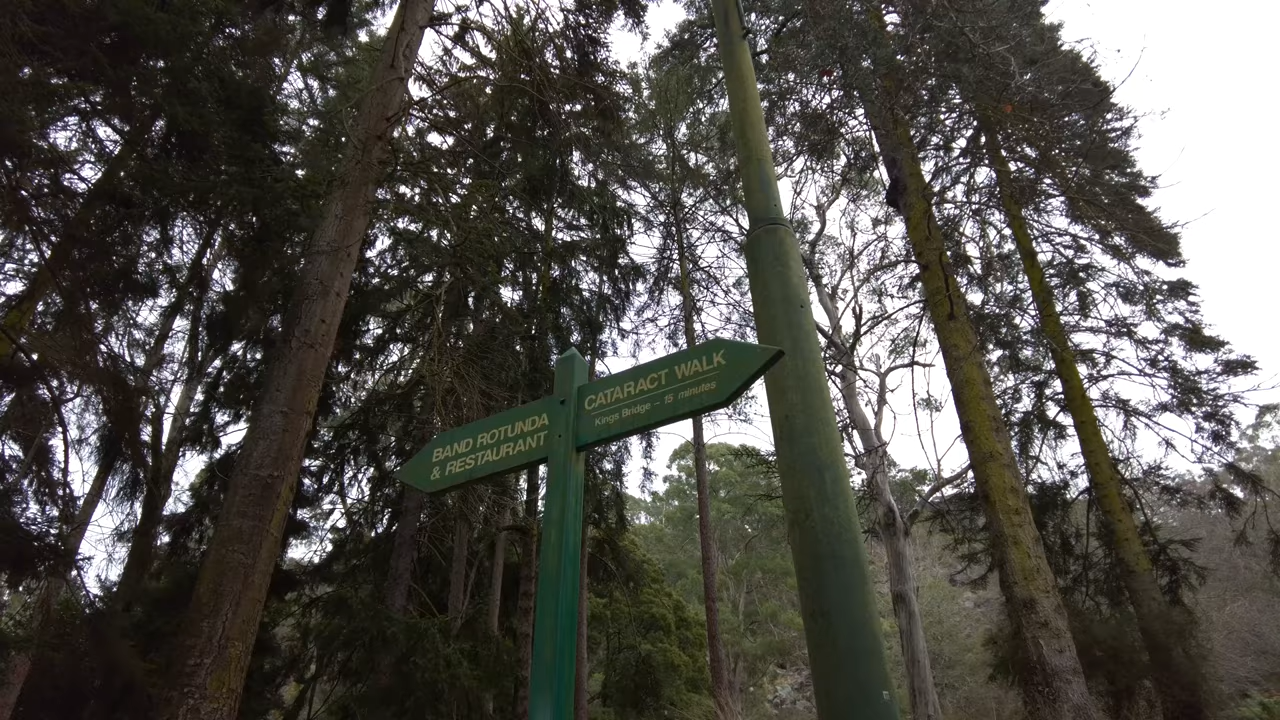 BAND ROTUNDA
& RESTAURANT
CATARACT WALK
Kings Bridge – 15 minutes